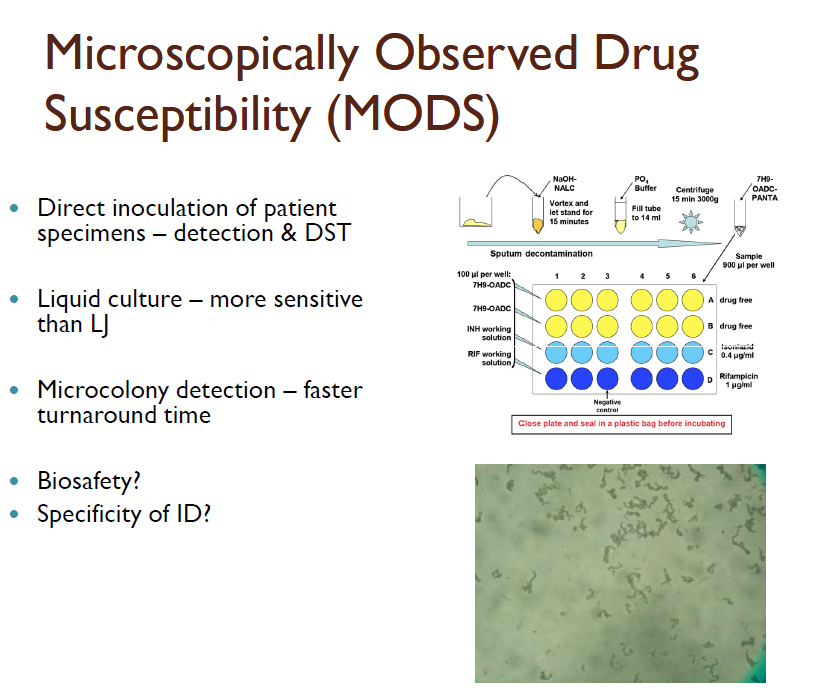 Microscopically Observed Drug
Susceptibility (MODS)
• Direct inoculation of patient
specimens – detection & DST
• Liquid culture – more sensitive
than LJ
• Microcolony detection – faster
turnaround time
• Biosafety?
• Specificity of ID?
NaOH-
NALC
Vortex and
let stand for
15 minutes
PO4
Buffer
Fill tube
to 14 ml
Centrifuge
15 min 3000g
7H9-
OADC-
PANTA
Sputum decontamination
Sample
900 µl per well
100 µl per well:
7H9-OADC
7H9-OADC
INH working
solution
RIF working
solution
1 2 3 4 5 6
A drug free
B drug free
C Isoniazid
0.4 µg/ml
D Rifampicin
1 µg/ml
Negative
control
Close plate and seal in a plastic bag before incubating